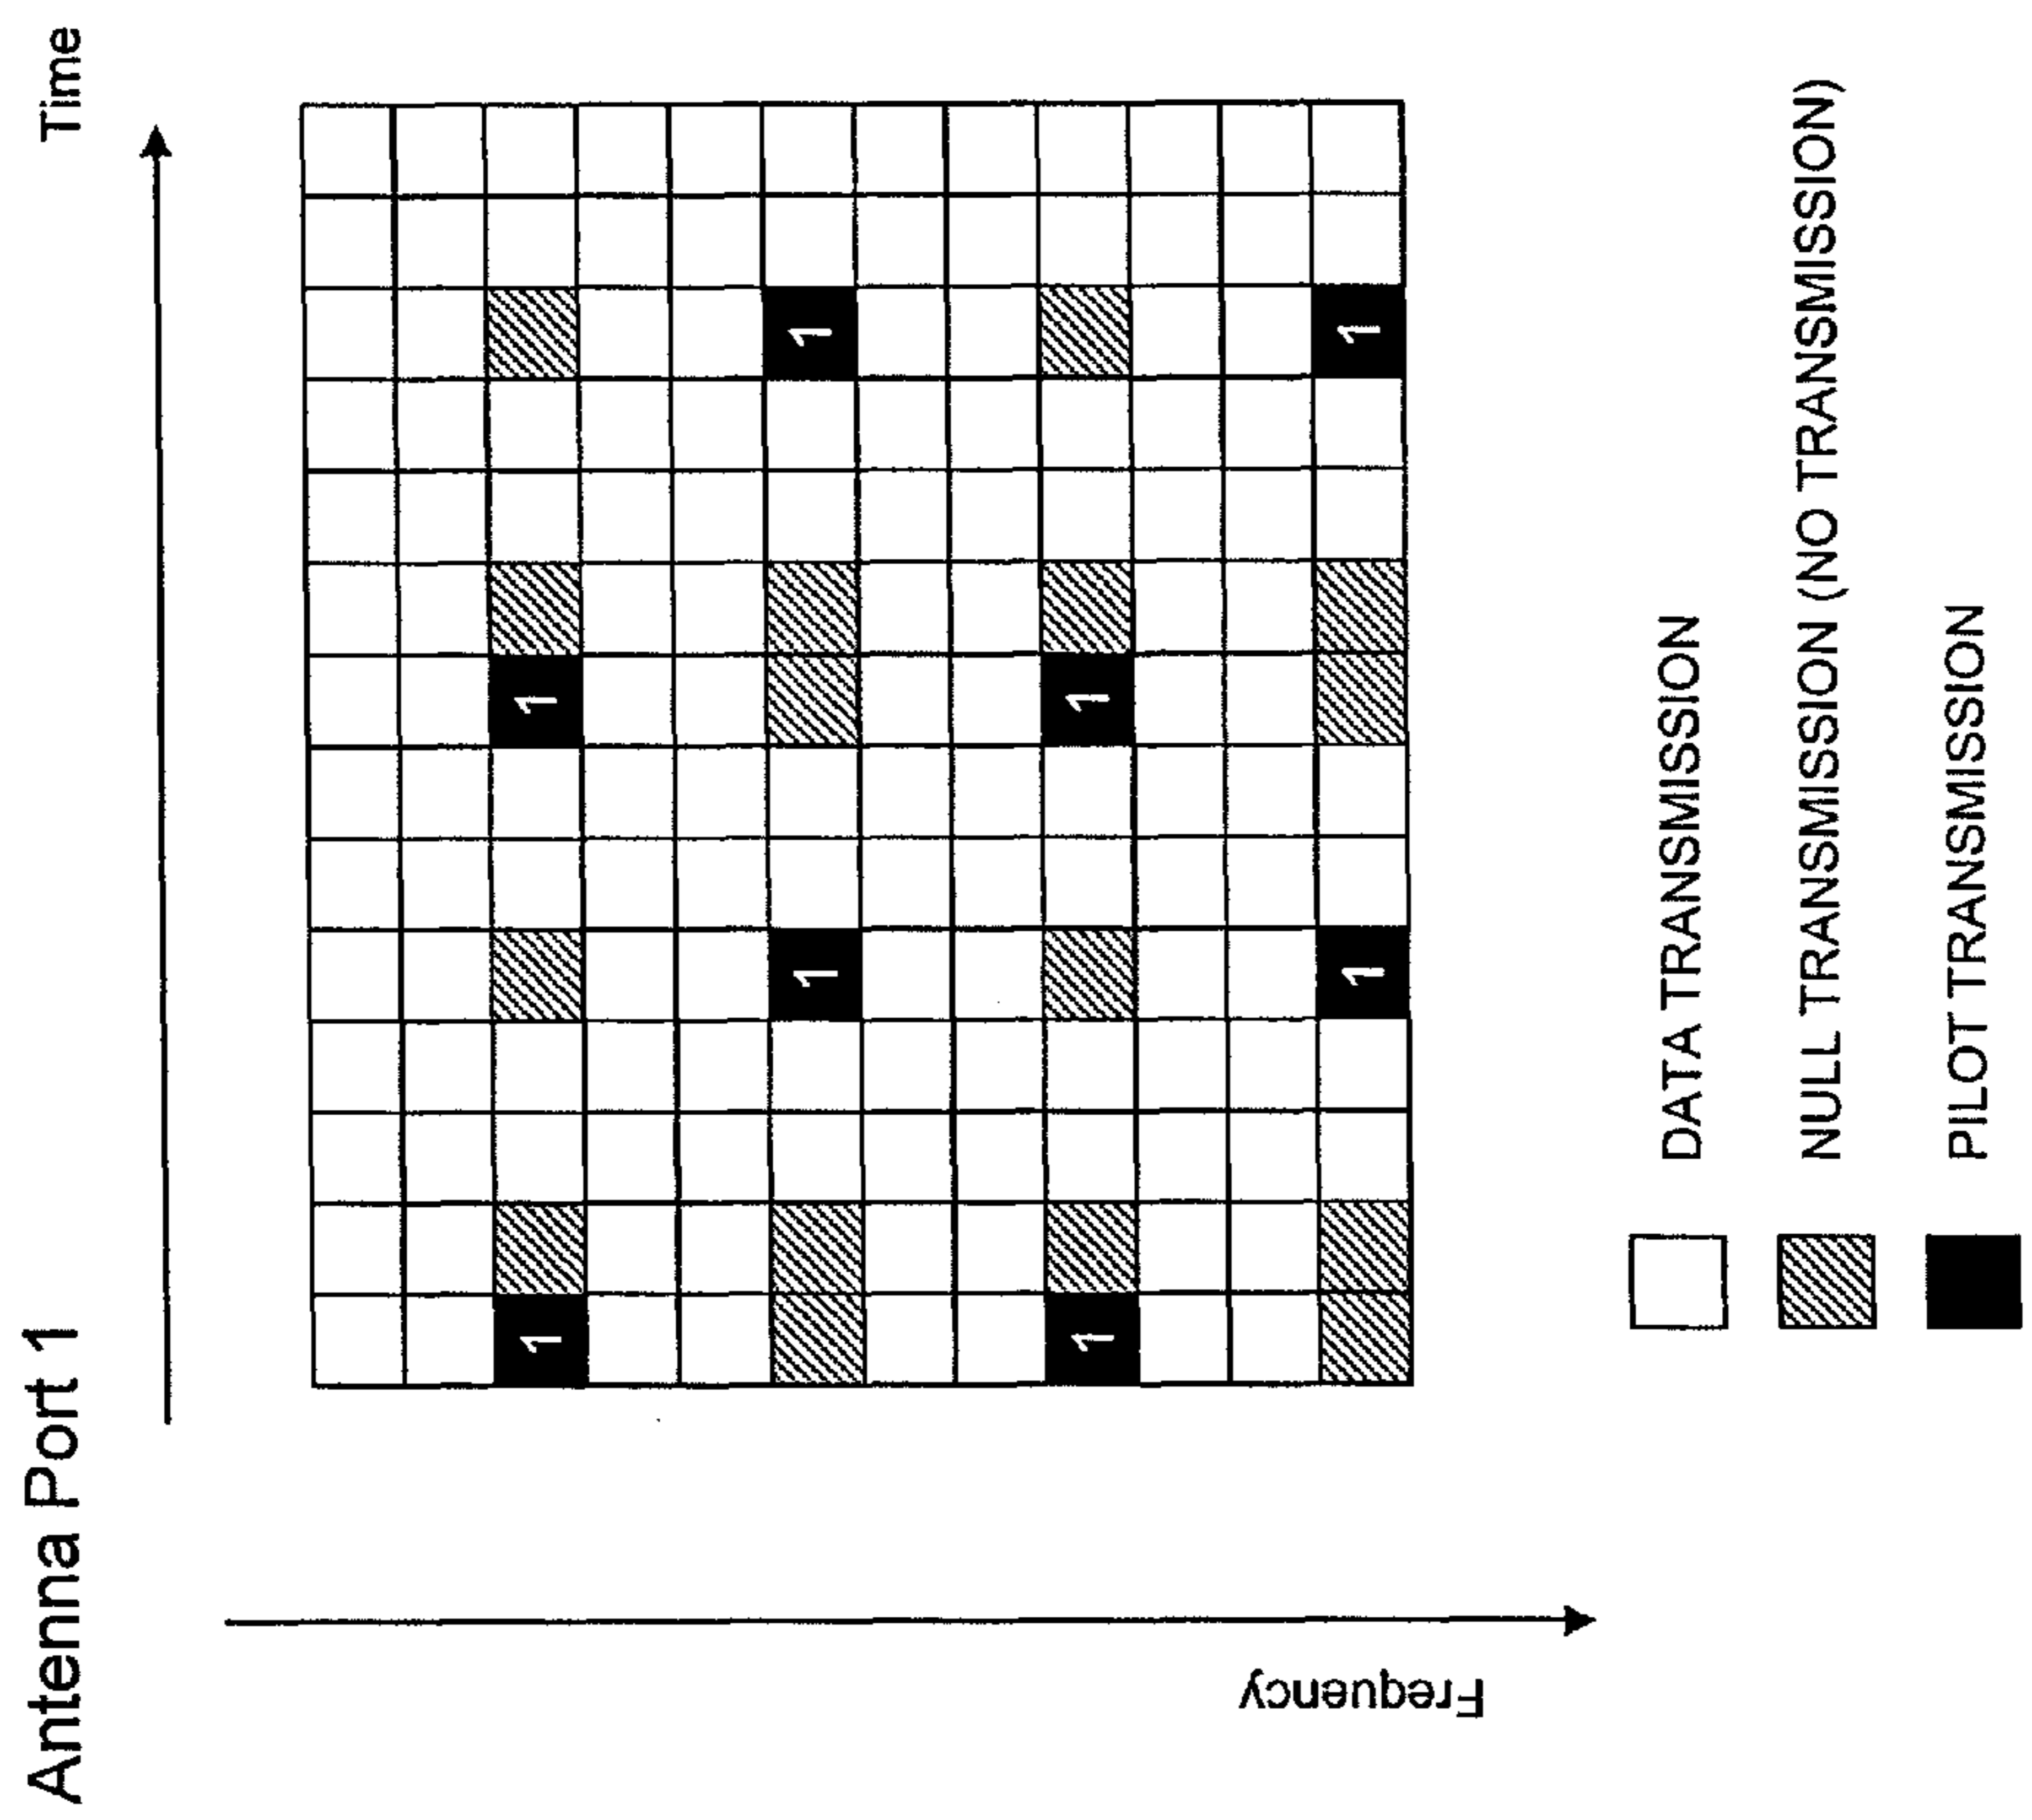 Antenna Port 1
Time
Frequency
1
1
1
1
1
1
1
1
DATA TRANSMISSION
NULL TRANSMISSION (NO TRANSMISSION)
PILOT TRANSMISSION